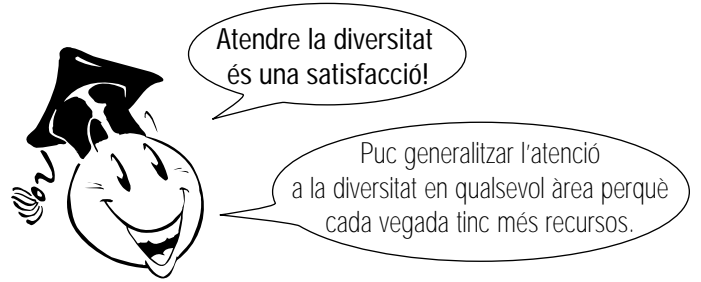 Atendre la diversitat
és una satisfacció!
Puc generalitzar l'atenció
a la diversitat en qualsevol àrea perquè
cada vegada tinc més recursos.